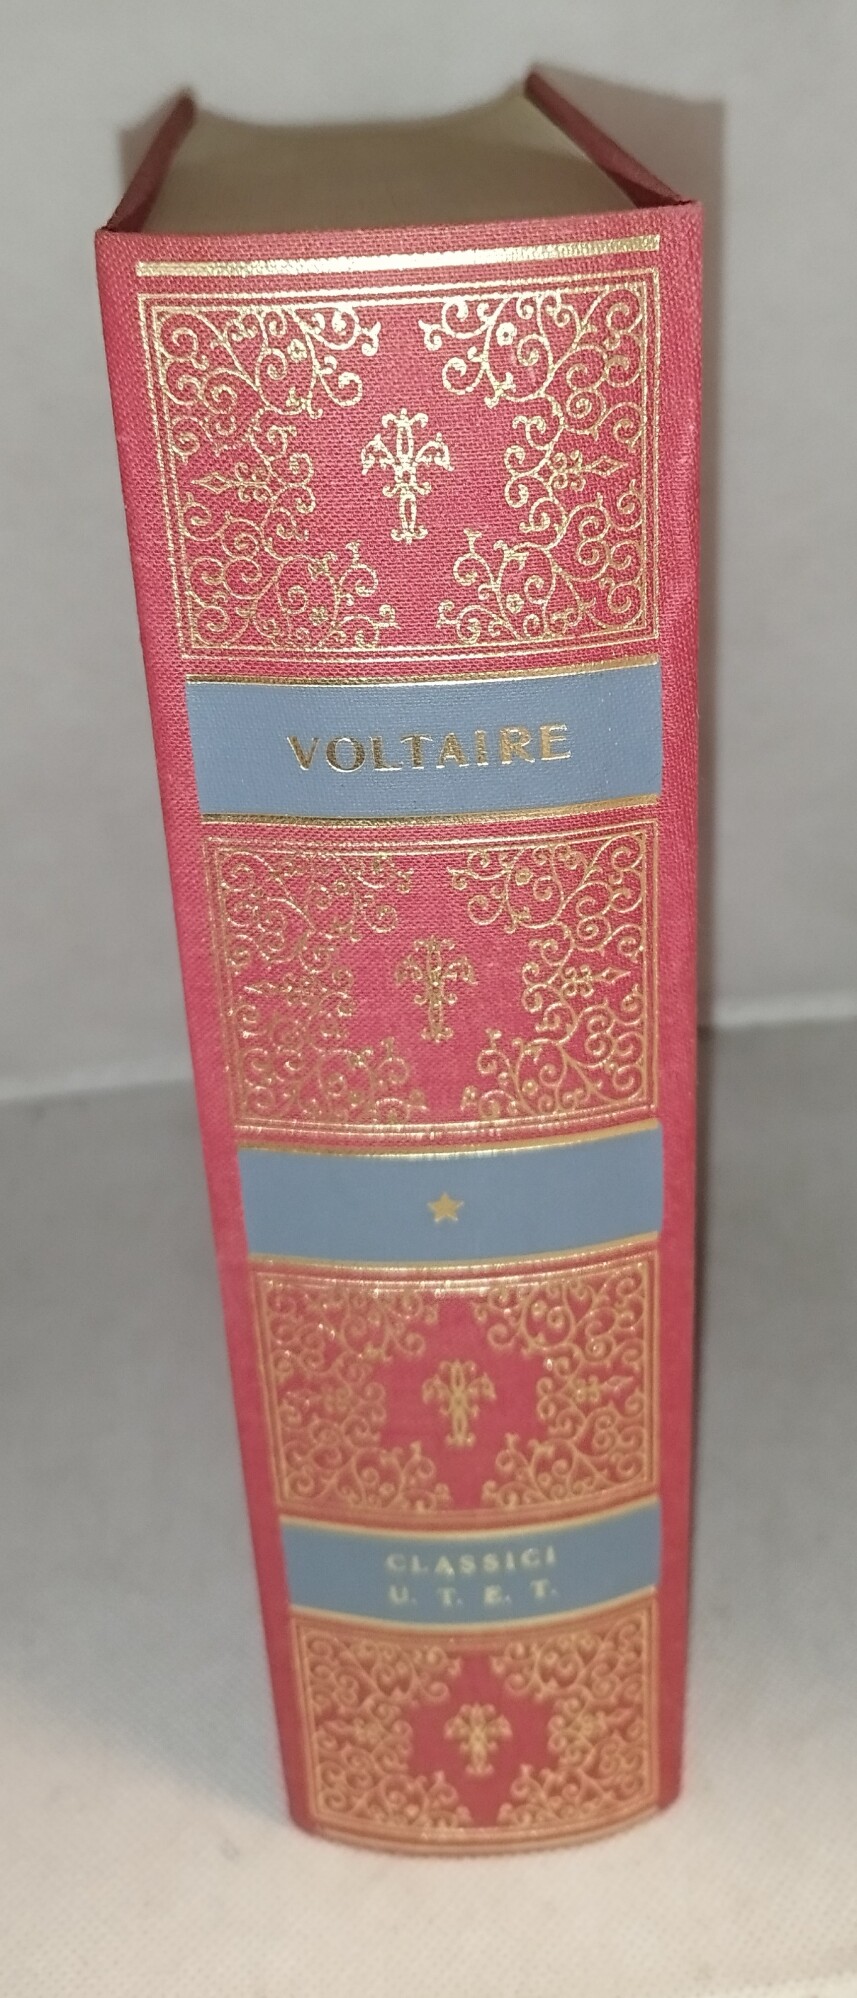 VOLTAIRE
CLASSICI
U. T. E. T.